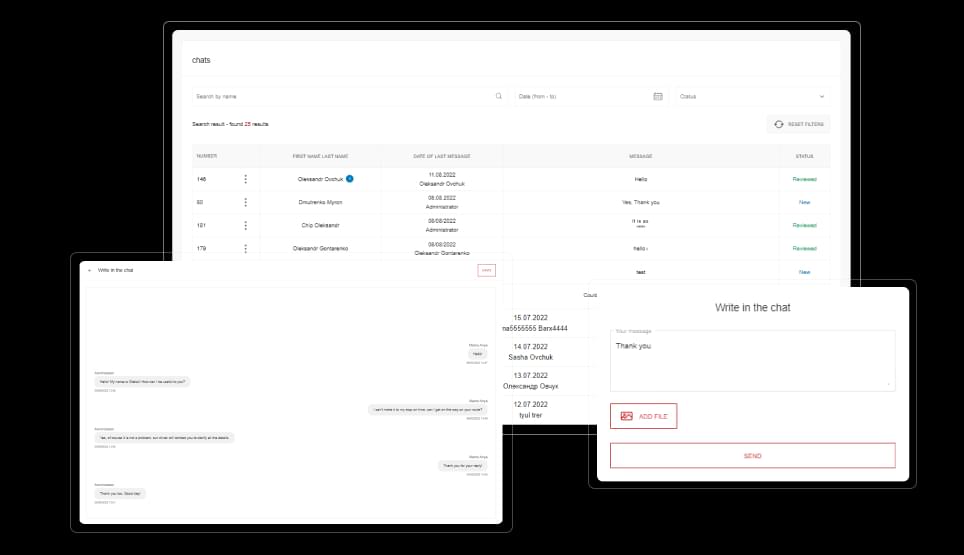 chats
Search by name
Date (from - to)
Status
Search result - found 25 results
RESET FILTERS
NUMBER FIRST NAME LAST NAME DATE OF LAST MESSAGE MESSAGE STATUS
146 Oleksandr Ovchuk 11.08.2022 Oleksandr Ovchuk Hello Reviewed
80 Dmutrenko Myron 08.08.2022 Administrator Yes, Thank you New
181 Chip Oleksandr 08/08/2022 Administrator It is so Reviewed
179 Oleksandr Gontarenko 08/08/2022 Oleksandr Gontarenko hello Reviewed
test New
15.07.2022
na5555555 Barx4444
14.07.2022
Sasha Ovchuk
13.07.2022
Олександр Овчук
12.07.2022
tyui trer
Write in the chat
Hello!
Hello! My name is Stalks! How can I be useful to you?
I can't make it to my stop on time, can I get on the way on your route?
Yes, of course it is not a problem, our driver will contact you to clarify all the details.
Thank you for your reply!
Thank you too. Good day!
Write in the chat
Your message
Thank you
ADD FILE
SEND